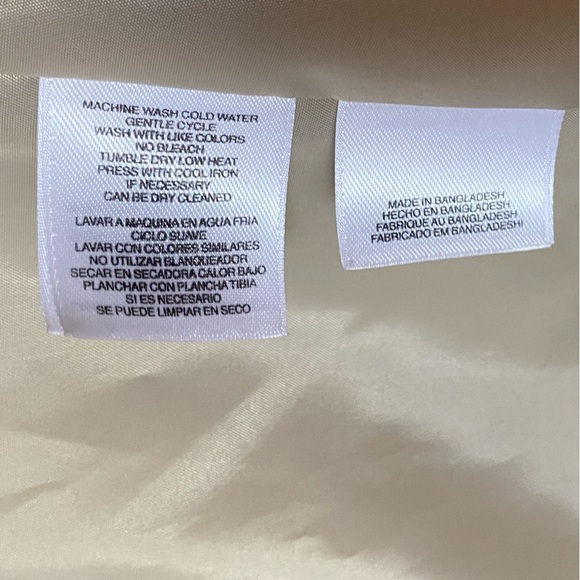 MACHINE WASH COLD WATER
GENTLE CYCLE
WASH WITH LIKE COLORS
NO BLEACH
TUMBLE DRY LOW HEAT
PRESS WITH COOL IRON
IF NECESSARY
CAN BE DRY CLEANED
LAVAR A MAQUINA EN AGUA FRIA
CICLO SUAVE
LAVAR CON COLORES SIMILARES
NO UTILIZAR BLANQUEADOR
SECAR EN SECADORA CALOR BAJO
PLANCHAR CON PLANCHA TIBIA
SI ES NECESARIO
SE PUEDE LIMPIAR EN SECO
MADE IN BANGLADESH
HECHO EN BANGLADESH
FABRIQUE AU BANGLADESH
FABRICADO EM BANGLADESHI